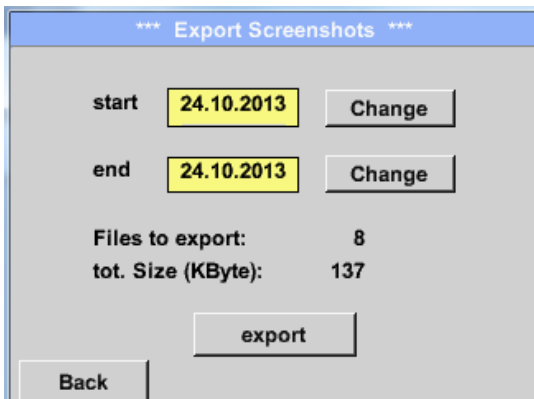 *** Export Screenshots ***
start 24.10.2013 Change
end 24.10.2013 Change
Files to export: 8
tot. Size (KByte): 137
export
Back